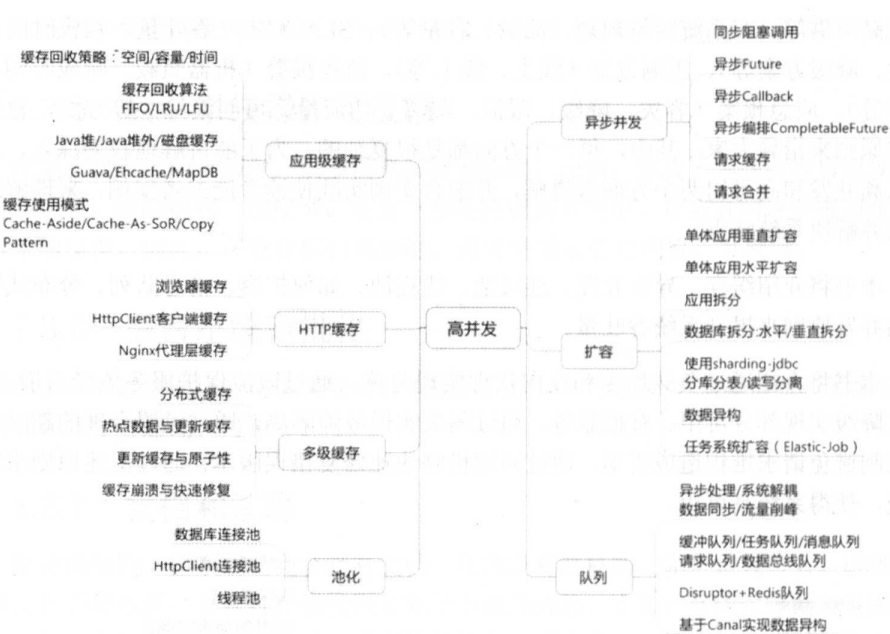 缓存回收策略：空间/容量/时间
缓存回收算法
FIFO/LRU/LFU
Java堆/Java堆外/磁盘缓存
Guava/Ehcache/MapDB
缓存使用模式
Cache-Aside/Cache-As-SoR/Copy
Pattern
应用级缓存
浏览器缓存
HttpClient客户端缓存
Nginx代理层缓存
HTTP缓存
分布式缓存
热点数据与更新缓存
更新缓存与原子性
缓存崩溃与快速修复
多级缓存
数据库连接池
HttpClient连接池
线程池
池化
高并发
异步并发
同步阻塞调用
异步Future
异步Callback
异步编排CompletableFuture
请求缓存
请求合并
扩容
单体应用垂直扩容
单体应用水平扩容
应用拆分
数据库拆分:水平/垂直拆分
使用sharding-jdbc
分库分表/读写分离
数据异构
任务系统扩容（Elastic-Job）
队列
异步处理/系统解耦
数据同步/流量削峰
缓冲队列/任务队列/消息队列
请求队列/数据总线队列
Disruptor+Redis队列
基于Canal实现数据异构